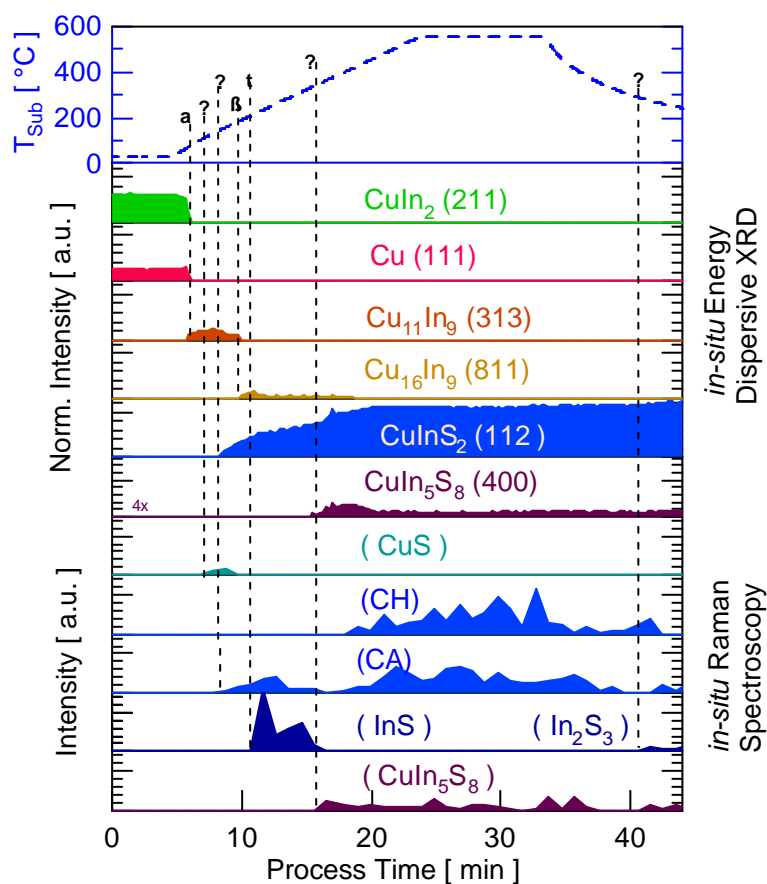 600
400
200
0
T_Sub [ °C]
a
?
?
ß
t
?
?
CuIn₂ (211)
Cu (111)
Cu₁₁In₉ (313)
Cu₁₆In₉ (811)
CuInS₂ (112)
CuIn₅S₈ (400)
4x
Norm. Intensity [ a.u. ]
in-situ Energy
Dispersive XRD
( CuS )
(CH)
(CA)
( InS ) ( In₂S₃ )
( CuIn₅S₈ )
Intensity [ a.u. ]
in-situ Raman
Spectroscopy
0 10 20 30 40
Process Time [ min ]